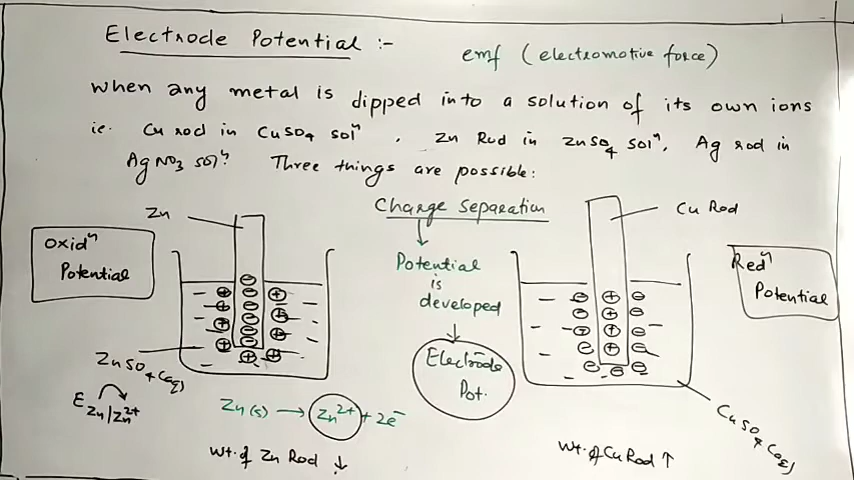 Electrode Potential :-
emf (electromotive force)
When any metal is dipped into a solution of its own ions
ie. Cu rod in CuSO4 solⁿ, Zn Rod in ZnSO4 solⁿ, Ag rod in
AgNO3 solⁿ. Three things are possible:
Zn
Charge Separation
Cu Rod
Oxidⁿ
Potential
Potential
is
developed
Redⁿ
Potential
Electrode
Pot.
ZnSO4(aq)
EZn/Zn2+
Zn(s) → Zn2+ + 2e-
CuSO4(aq)
Wt. of Zn Rod ↓
Wt. of Cu Rod ↑